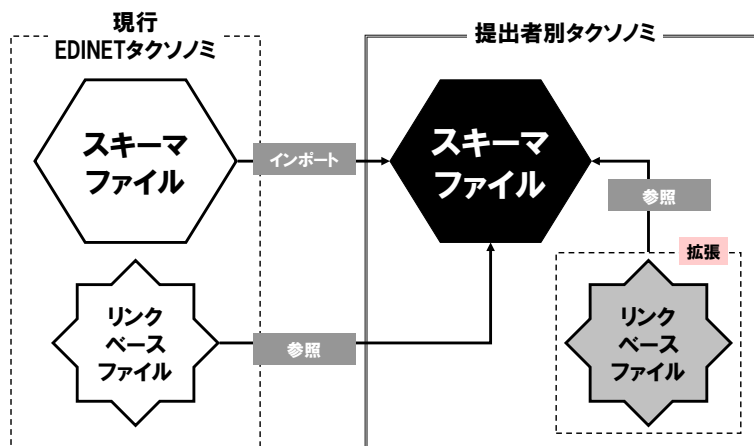 現行
EDINETタクソノミ
提出者別タクソノミ
スキーマ
ファイル
インポート
スキーマ
ファイル
参照
拡張
リンク
ベース
ファイル
参照
リンク
ベース
ファイル